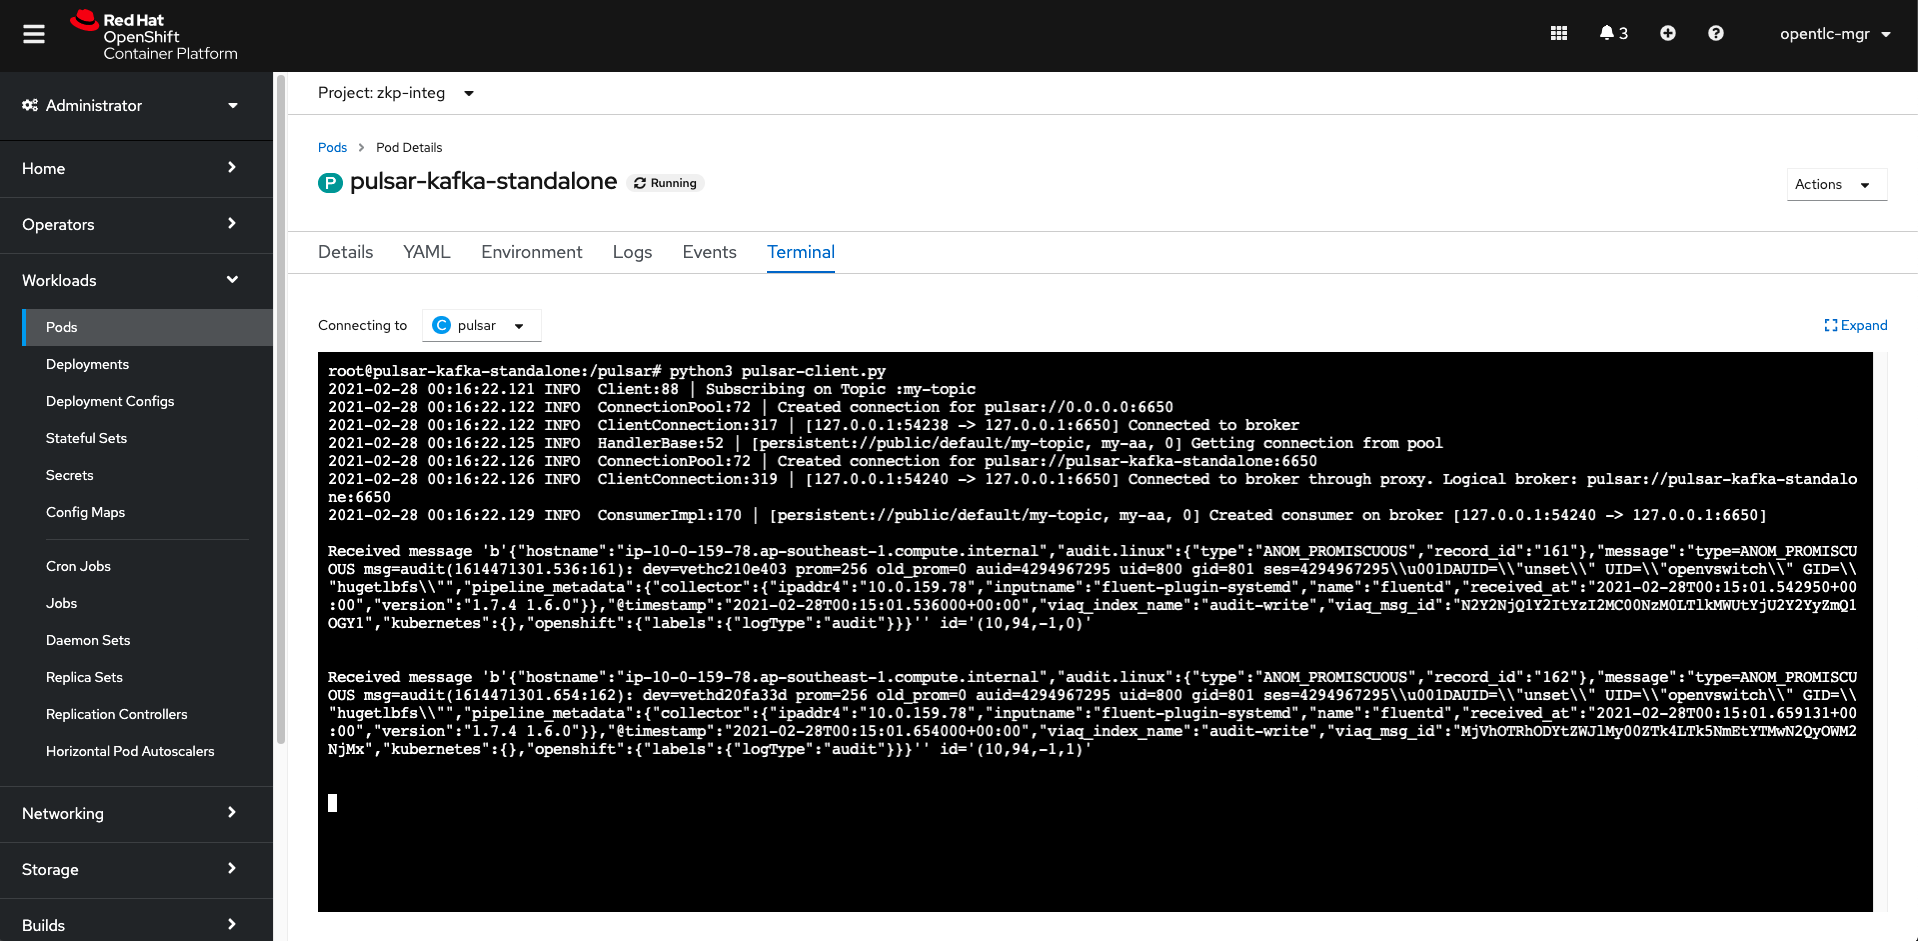 Red Hat
OpenShift
Container Platform
3
opentlc-mgr
Administrator
Home
Operators
Workloads
Pods
Deployments
Deployment Configs
Stateful Sets
Secrets
Config Maps
Cron Jobs
Jobs
Daemon Sets
Replica Sets
Replication Controllers
Horizontal Pod Autoscalers
Networking
Storage
Builds
Project: zkp-integ
Pods > Pod Details
P pulsar-kafka-standalone Running
Actions
Details YAML Environment Logs Events Terminal
Connecting to C pulsar
Expand
root@pulsar-kafka-standalone:/pulsar# python3 pulsar-client.py
2021-02-28 00:16:22.121 INFO  Client:88 | Subscribing on Topic :my-topic
2021-02-28 00:16:22.122 INFO  ConnectionPool:72 | Created connection for pulsar://0.0.0.0:6650
2021-02-28 00:16:22.122 INFO  ClientConnection:317 | [127.0.0.1:54238 -> 127.0.0.1:6650] Connected to broker
2021-02-28 00:16:22.125 INFO  HandlerBase:52 | [persistent://public/default/my-topic, my-aa, 0] Getting connection from pool
2021-02-28 00:16:22.126 INFO  ConnectionPool:72 | Created connection for pulsar://pulsar-kafka-standalone:6650
2021-02-28 00:16:22.126 INFO  ClientConnection:319 | [127.0.0.1:54240 -> 127.0.0.1:6650] Connected to broker through proxy. Logical broker: pulsar://pulsar-kafka-standalo
ne:6650
2021-02-28 00:16:22.129 INFO  ConsumerImpl:170 | [persistent://public/default/my-topic, my-aa, 0] Created consumer on broker [127.0.0.1:54240 -> 127.0.0.1:6650]
Received message 'b'{"hostname":"ip-10-0-159-78.ap-southeast-1.compute.internal","audit.linux":{"type":"ANOM_PROMISCUOUS","record_id":"161"},"message":"type=ANOM_PROMISCU
OUS msg=audit(1614471301.536:161): dev=vethc210e403 prom=256 old_prom=0 auid=4294967295 uid=800 gid=801 ses=4294967295\\u001DAUID=\\"unset\\" UID=\\"openvswitch\\" GID=\\
"hugetlbfs\\"","pipeline_metadata":{"collector":{"ipaddr4":"10.0.159.78","inputname":"fluent-plugin-systemd","name":"fluentd","received_at":"2021-02-28T00:15:01.542950+00
:00","version":"1.7.4 1.6.0"}},"@timestamp":"2021-02-28T00:15:01.536000+00:00","viaq_index_name":"audit-write","viaq_msg_id":"N2Y2NjQ1Y2ItYzI2MC00NzM0LTlkMWUtYjU2Y2YyZmQ1
OGY1","kubernetes":{},"openshift":{"labels":{"logType":"audit"}}}'' id='(10,94,-1,0)'
Received message 'b'{"hostname":"ip-10-0-159-78.ap-southeast-1.compute.internal","audit.linux":{"type":"ANOM_PROMISCUOUS","record_id":"162"},"message":"type=ANOM_PROMISCU
OUS msg=audit(1614471301.654:162): dev=vethd20fa33d prom=256 old_prom=0 auid=4294967295 uid=800 gid=801 ses=4294967295\\u001DAUID=\\"unset\\" UID=\\"openvswitch\\" GID=\\
"hugetlbfs\\"","pipeline_metadata":{"collector":{"ipaddr4":"10.0.159.78","inputname":"fluent-plugin-systemd","name":"fluentd","received_at":"2021-02-28T00:15:01.659131+00
:00","version":"1.7.4 1.6.0"}},"@timestamp":"2021-02-28T00:15:01.654000+00:00","viaq_index_name":"audit-write","viaq_msg_id":"MjVhOTRhODYtZWJlMy00ZTk4LTk5NmEtYTMwN2QyOWM2
NjMx","kubernetes":{},"openshift":{"labels":{"logType":"audit"}}}'' id='(10,94,-1,1)'